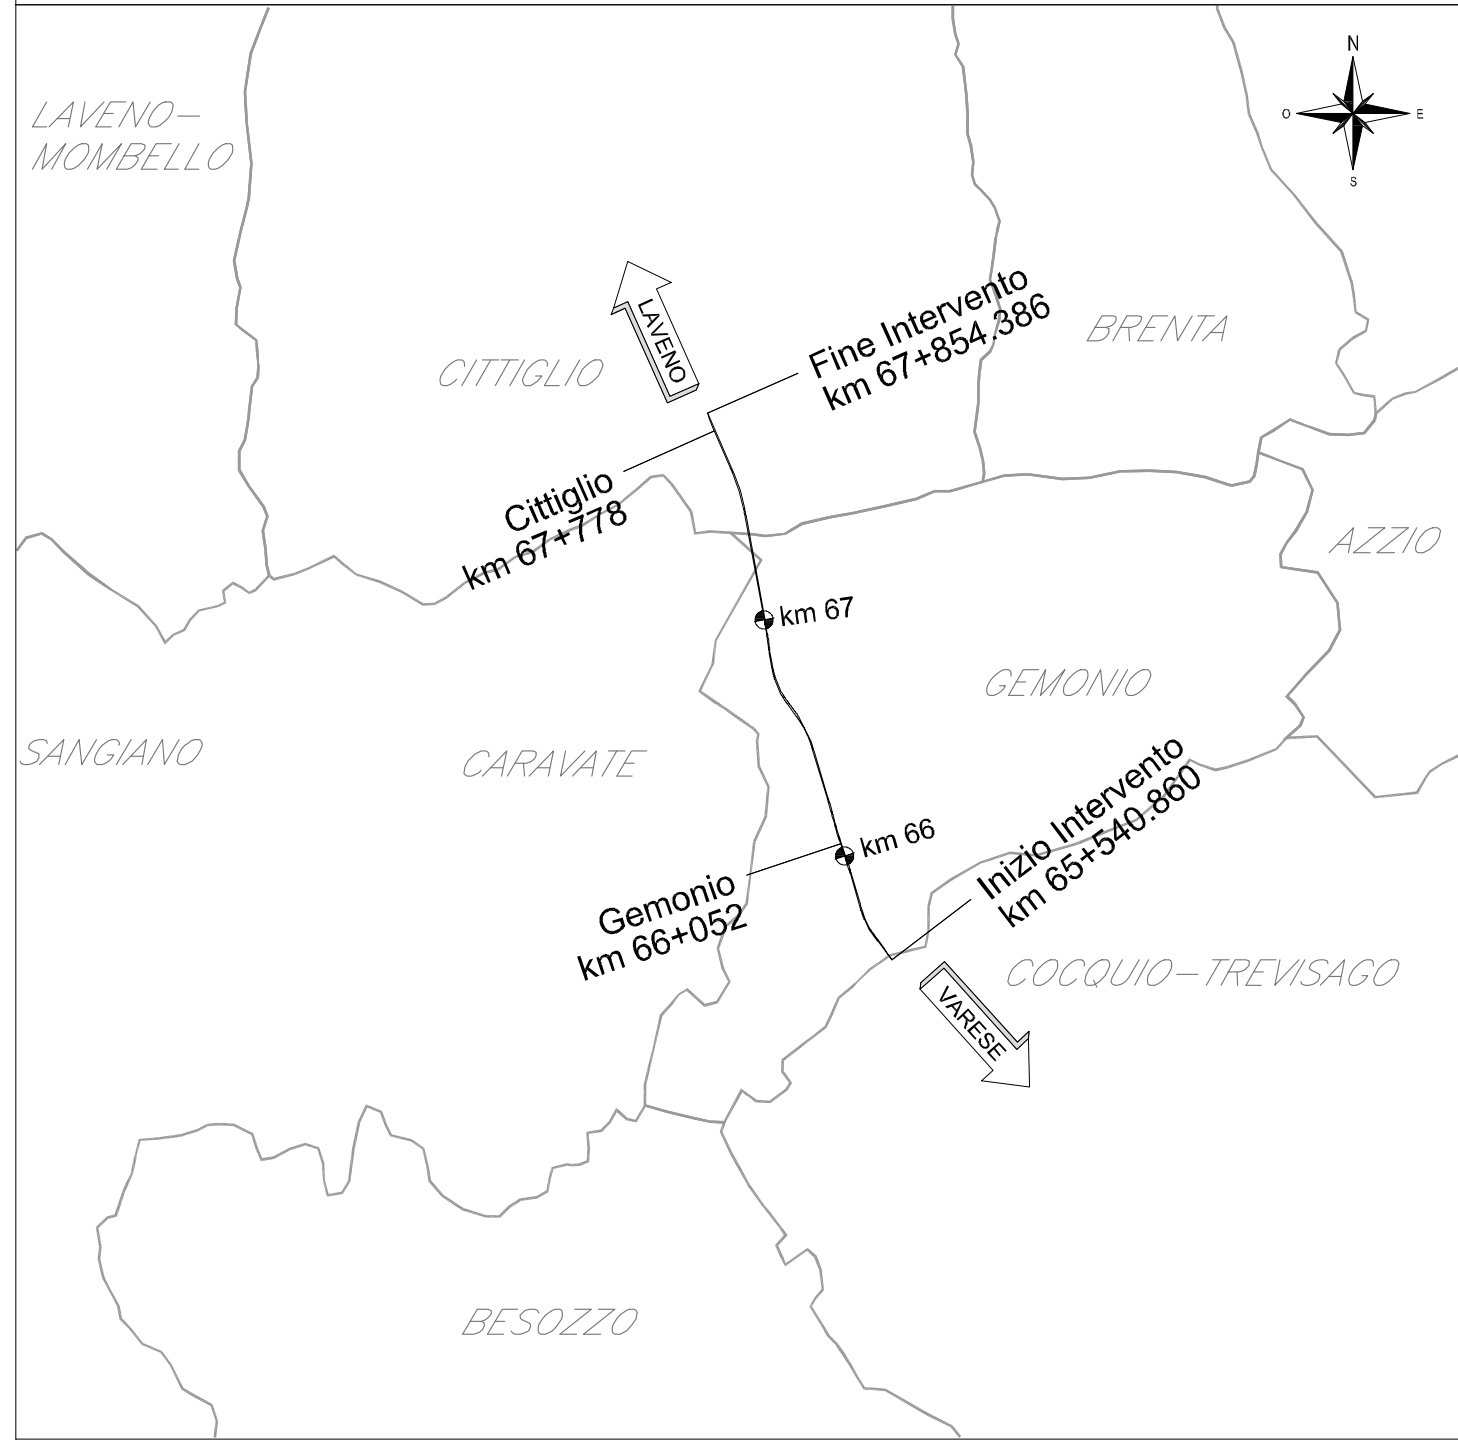 N
O
E
S
LAVENO-
MOMBELLO
LAVENO
Fine Intervento
km 67+854.386
BRENTA
CITTIGLIO
Cittiglio
km 67+778
AZZIO
km 67
GEMONIO
SANGIANO
CARAVATE
Inizio Intervento
km 65+540.860
km 66
Gemonio
km 66+052
COCQUIO-TREVISAGO
VARESE
BESOZZO